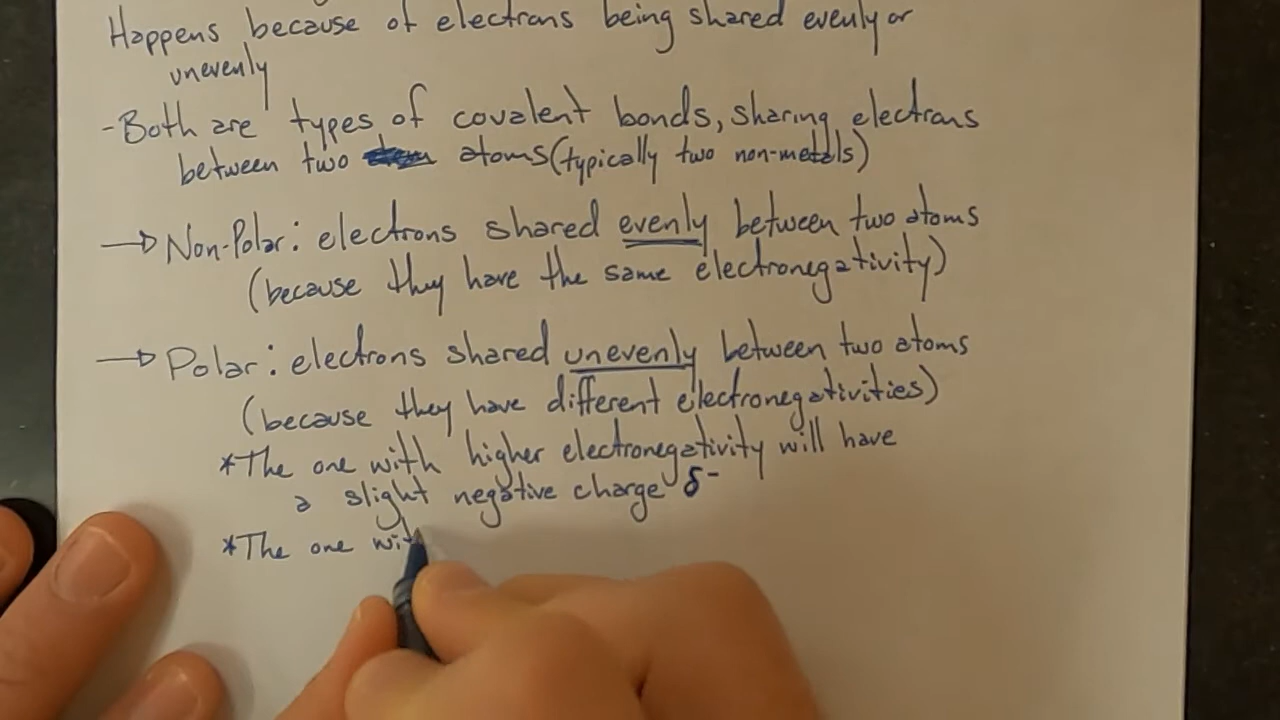 Happens because of electrons being shared evenly or
unevenly
-Both are types of covalent bonds, sharing electrons
between two atoms (typically two non-metals)
→ Non-Polar: electrons shared evenly between two atoms
(because they have the same electronegativity)
→ Polar: electrons shared unevenly between two atoms
(because they have different electronegativities)
*The one with higher electronegativity will have
a slight negative charge δ-
*The one wit